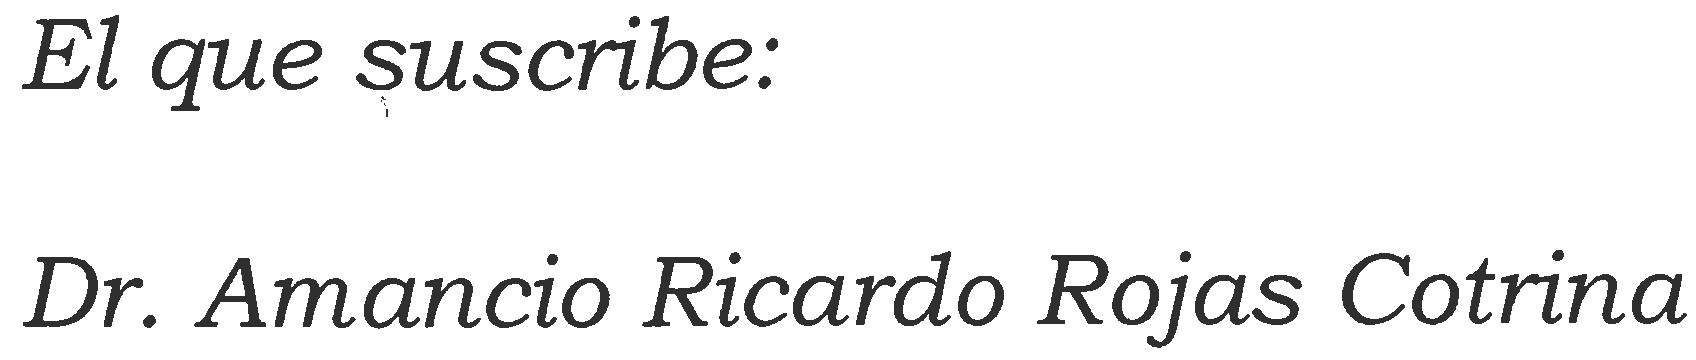 El que suscribe:
Dr. Amancio Ricardo Rojas Cotrina